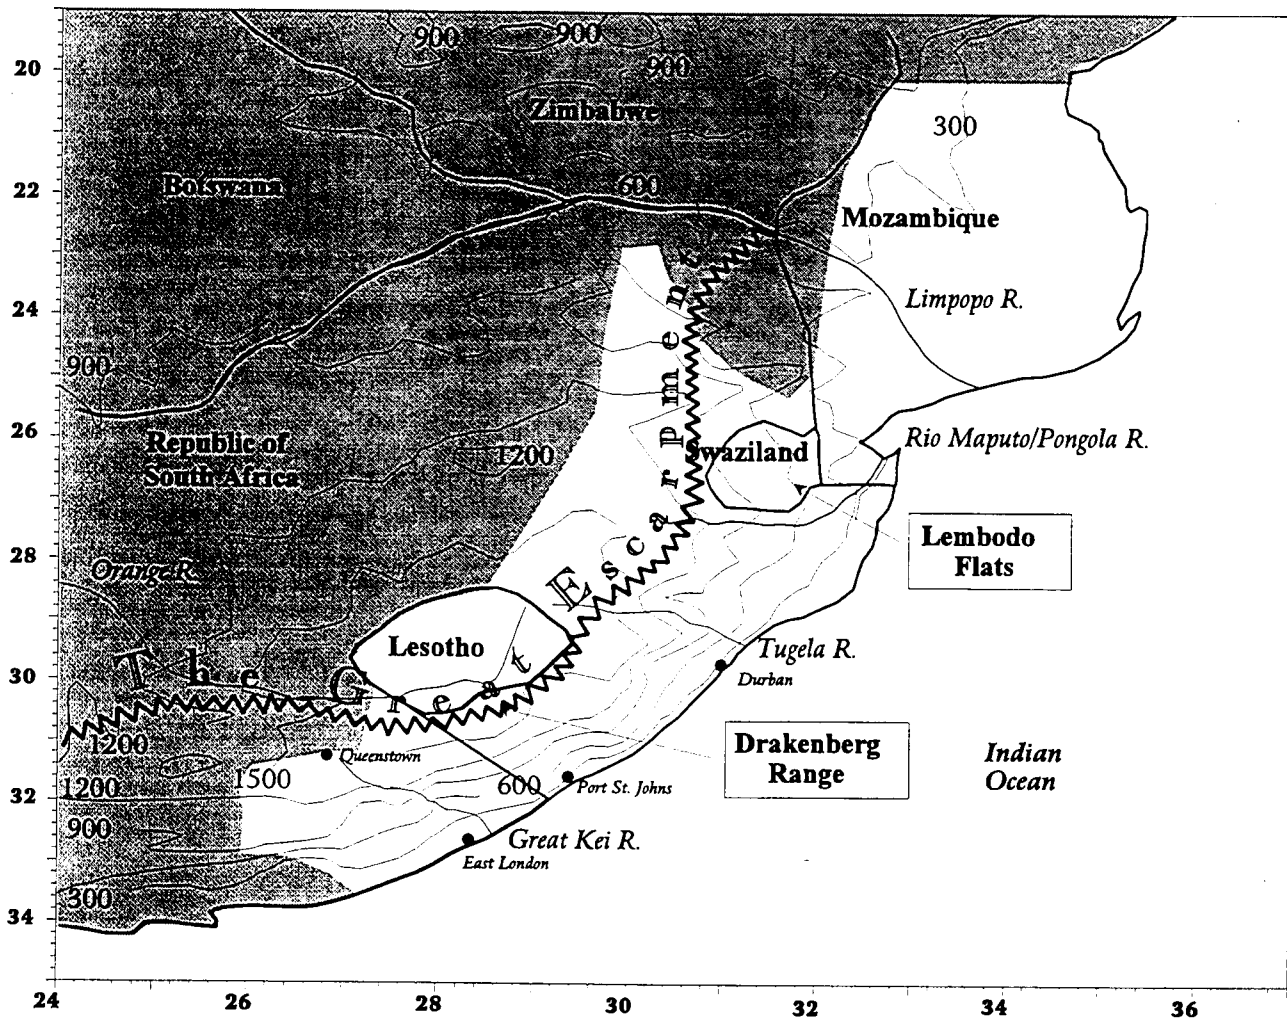 900
900
900
20
Zimbabwe
300
Botswana
22
600
Mozambique
24
Limpopo R.
900
26
Republic of
South Africa
1200
Swaziland
Rio Maputo/Pongola R.
Lembodo
Flats
28
Orange R.
Lesotho
The Great Escarpment
30
Tugela R.
Durban
1200
Queenstown
Drakenberg
Range
Indian
Ocean
1500
1200
600
Port St. Johns
32
900
Great Kei R.
East London
300
34
24
26
28
30
32
34
36